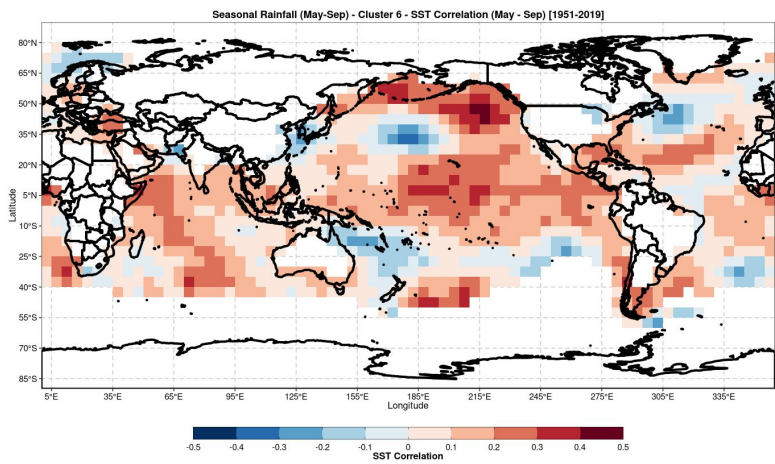 Seasonal Rainfall (May-Sep) - Cluster 6 - SST Correlation (May - Sep) [1951-2019]
80°N
65°N
50°N
35°N
20°N
5°N
10°S
25°S
40°S
55°S
70°S
85°S
Latitude
5°E 35°E 65°E 95°E 125°E 155°E 185°E 215°E 245°E 275°E 305°E 335°E
Longitude
-0.5 -0.4 -0.3 -0.2 -0.1 0 0.1 0.2 0.3 0.4 0.5
SST Correlation